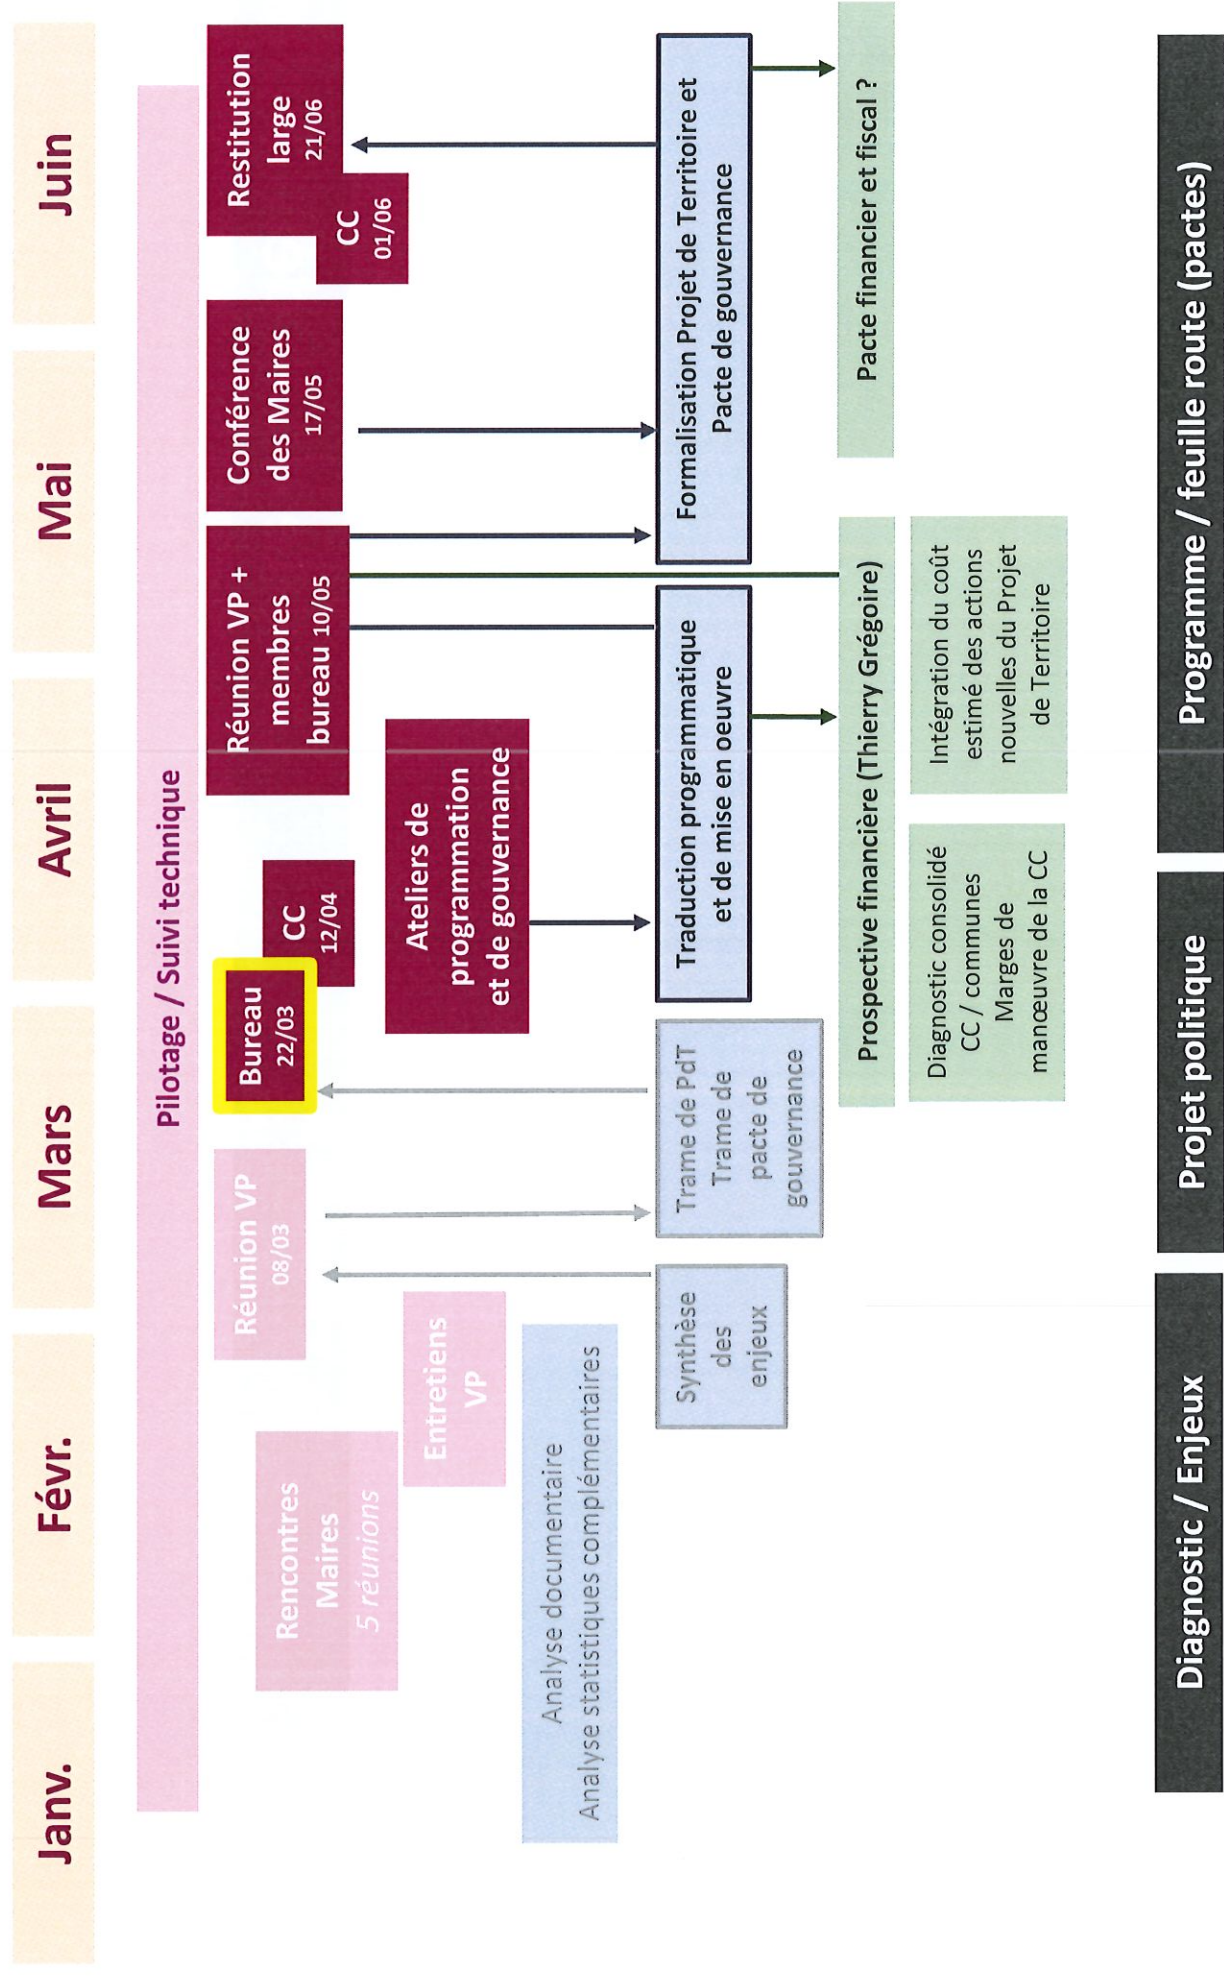 Janv.
Févr.
Mars
Avril
Mai
Juin
Pilotage / Suivi technique
Rencontres
Maires
5 réunions
Entretiens
VP
Réunion VP
08/03
Bureau
22/03
CC
12/04
Ateliers de
programmation
et de gouvernance
Réunion VP +
membres
bureau 10/05
Conférence
des Maires
17/05
CC
01/06
Restitution
large
21/06
Analyse documentaire
Analyse statistiques complémentaires
Synthèse
des
enjeux
Trame de PdT
Trame de
pacte de
gouvernance
Traduction programmatique
et de mise en oeuvre
Formalisation Projet de Territoire et
Pacte de gouvernance
Prospective financière (Thierry Grégoire)
Pacte financier et fiscal ?
Diagnostic consolidé
CC / communes
Marges de
manœuvre de la CC
Intégration du coût
estimé des actions
nouvelles du Projet
de Territoire
Diagnostic / Enjeux
Projet politique
Programme / feuille route (pactes)